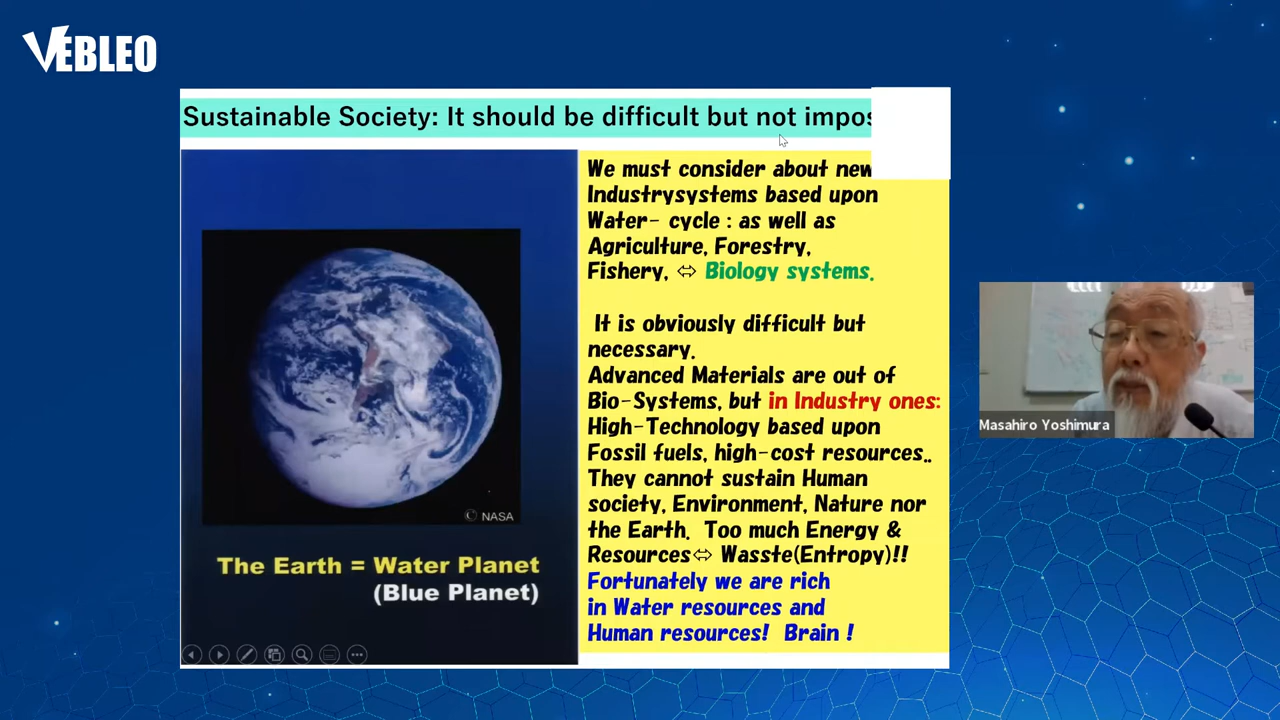 VEBLEO
Sustainable Society: It should be difficult but not impos
We must consider about new
Industrysystems based upon
Water- cycle : as well as
Agriculture, Forestry,
Fishery, ⇔ Biology systems.
It is obviously difficult but
necessary.
Advanced Materials are out of
Bio-Systems, but in Industry ones:
High-Technology based upon
Fossil fuels, high-cost resources..
They cannot sustain Human
society, Environment, Nature nor
the Earth. Too much Energy &
Resources⇔ Wasste(Entropy)!!
Fortunately we are rich
in Water resources and
Human resources! Brain !
© NASA
The Earth = Water Planet
(Blue Planet)
Masahiro Yoshimura